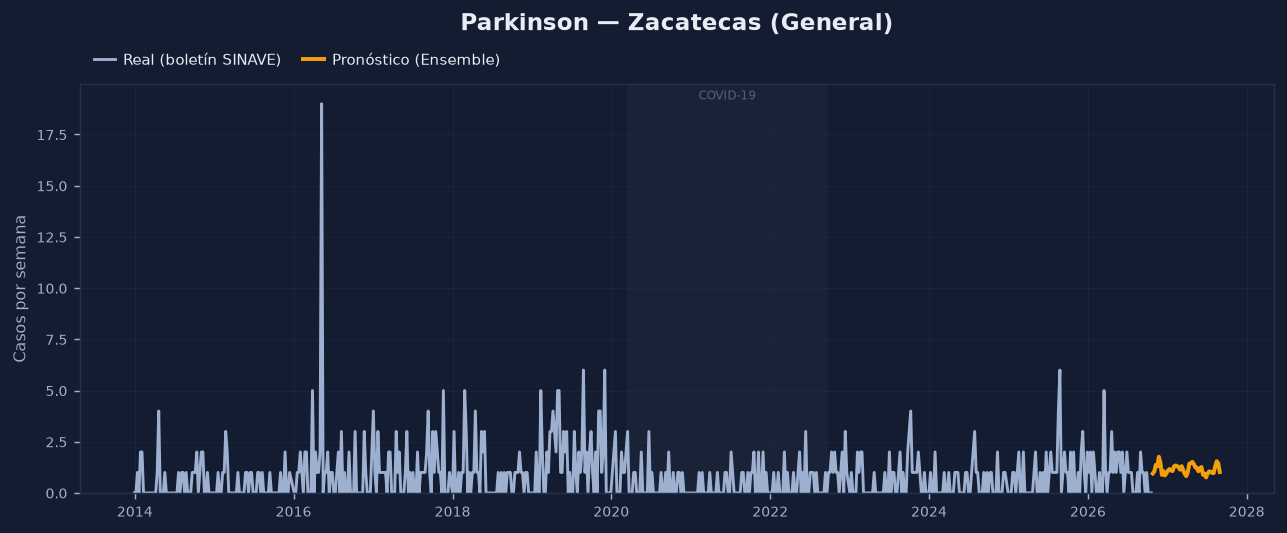 Parkinson — Zacatecas (General)
Real (boletín SINAVE) Pronóstico (Ensemble)
COVID-19
Casos por semana
17.5
15.0
12.5
10.0
7.5
5.0
2.5
0.0
2014 2016 2018 2020 2022 2024 2026 2028